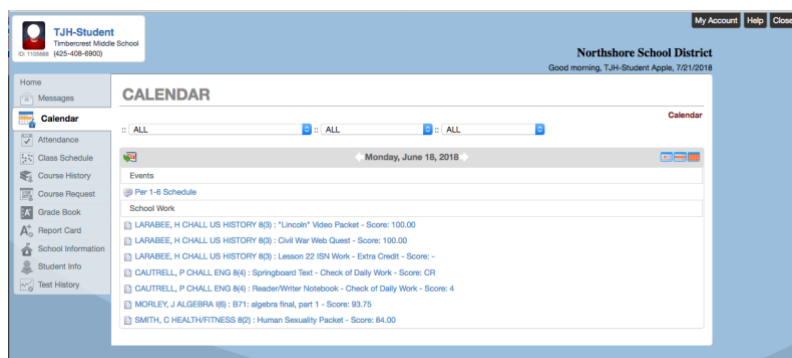 My Account Help Close
TJH-Student
Timbercrest Middle School
ID: 1105688 (425-408-6900)
Northshore School District
Good morning, TJH-Student Apple, 7/21/2018
Home
Messages
Calendar
Attendance
Class Schedule
Course History
Course Request
Grade Book
Report Card
School Information
Student Info
Test History
CALENDAR
Calendar
:: ALL :: ALL :: ALL
Monday, June 18, 2018
Events
Per 1-6 Schedule
School Work
LARABEE, H CHALL US HISTORY 8(3) : "Lincoln" Video Packet - Score: 100.00
LARABEE, H CHALL US HISTORY 8(3) : Civil War Web Quest - Score: 100.00
LARABEE, H CHALL US HISTORY 8(3) : Lesson 22 ISN Work - Extra Credit - Score: -
CAUTRELL, P CHALL ENG 8(4) : Springboard Text - Check of Daily Work - Score: CR
CAUTRELL, P CHALL ENG 8(4) : Reader/Writer Notebook - Check of Daily Work - Score: 4
MORLEY, J ALGEBRA I(6) : B71: algebra final, part 1 - Score: 93.75
SMITH, C HEALTH/FITNESS 8(2) : Human Sexuality Packet - Score: 84.00